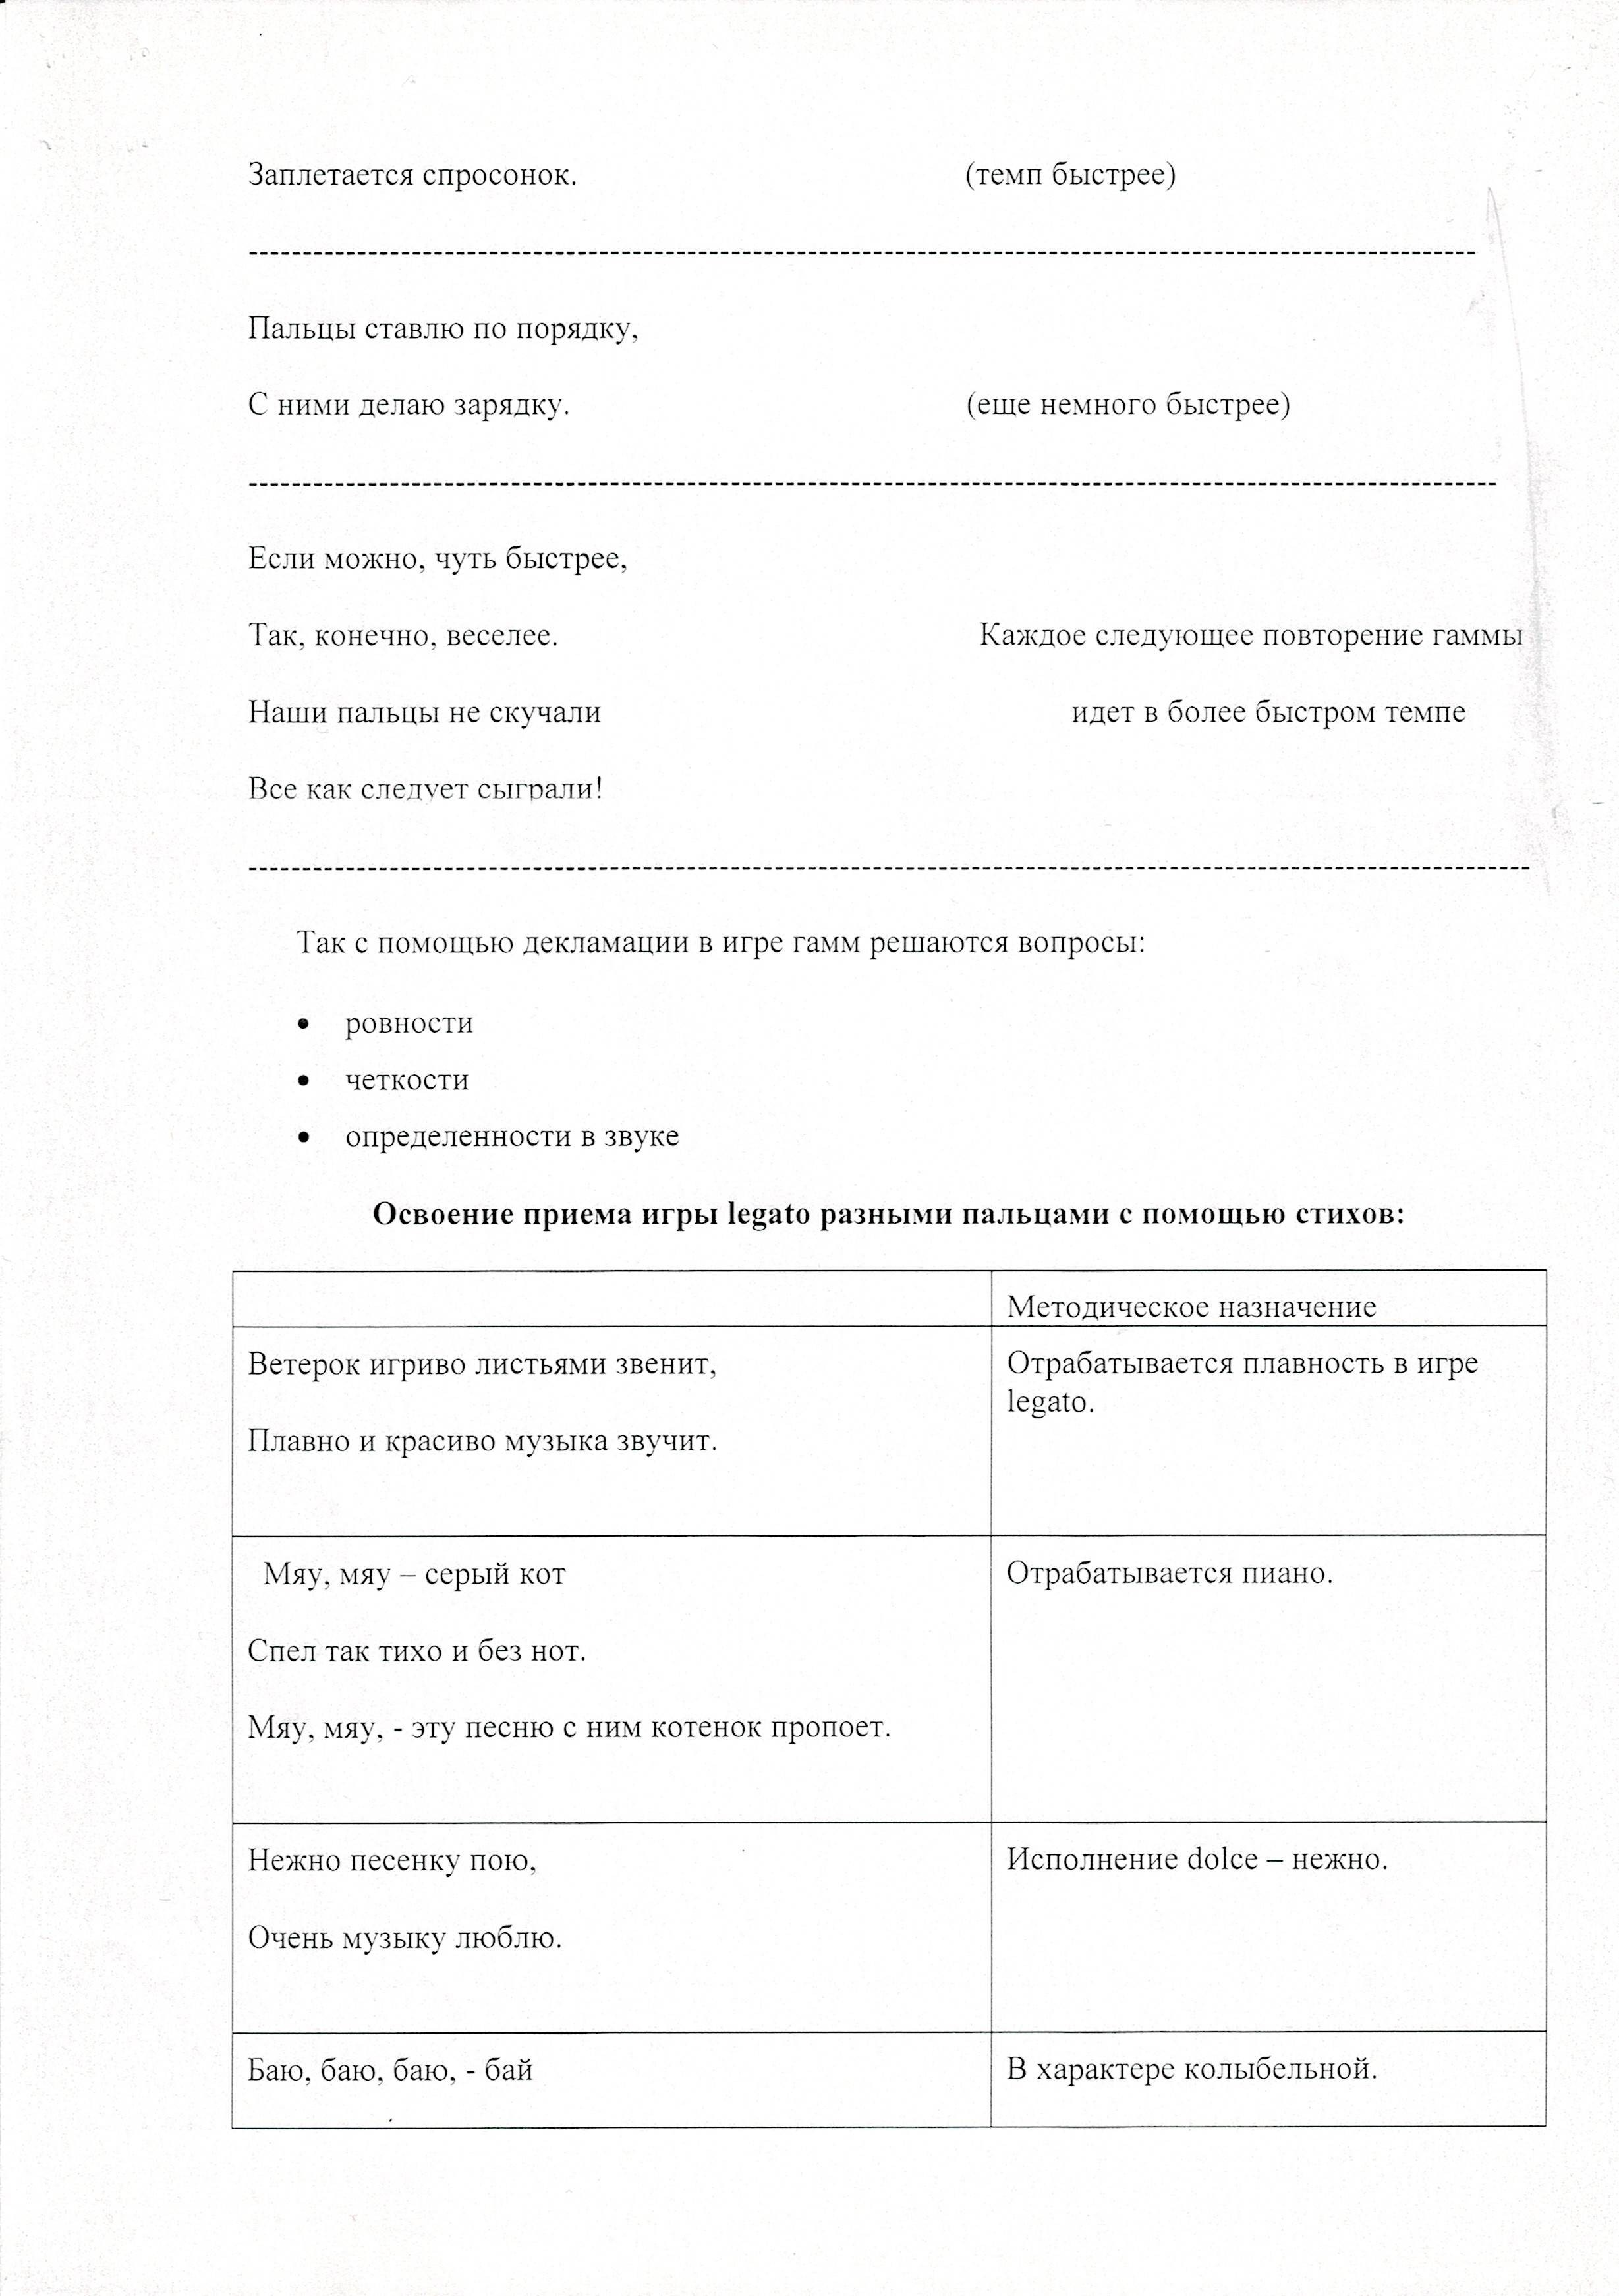 Заплетается спросонок. (темп быстрее)
--------------------------------------------------------------------------------
Пальцы ставлю по порядку,
С ними делаю зарядку. (еще немного быстрее)
--------------------------------------------------------------------------------
Если можно, чуть быстрее,
Так, конечно, веселее. Каждое следующее повторение гаммы
Наши пальцы не скучали идет в более быстром темпе
Все как следует сыграли!
--------------------------------------------------------------------------------
Так с помощью декламации в игре гамм решаются вопросы:
• ровности
• четкости
• определенности в звуке
Освоение приема игры legato разными пальцами с помощью стихов:
Методическое назначение
Ветерок игриво листьями звенит, Отрабатывается плавность в игре
legato.
Плавно и красиво музыка звучит.
Мяу, мяу – серый кот Отрабатывается пиано.
Спел так тихо и без нот.
Мяу, мяу, - эту песню с ним котенок пропоет.
Нежно песенку пою, Исполнение dolce – нежно.
Очень музыку люблю.
Баю, баю, баю, - бай В характере колыбельной.